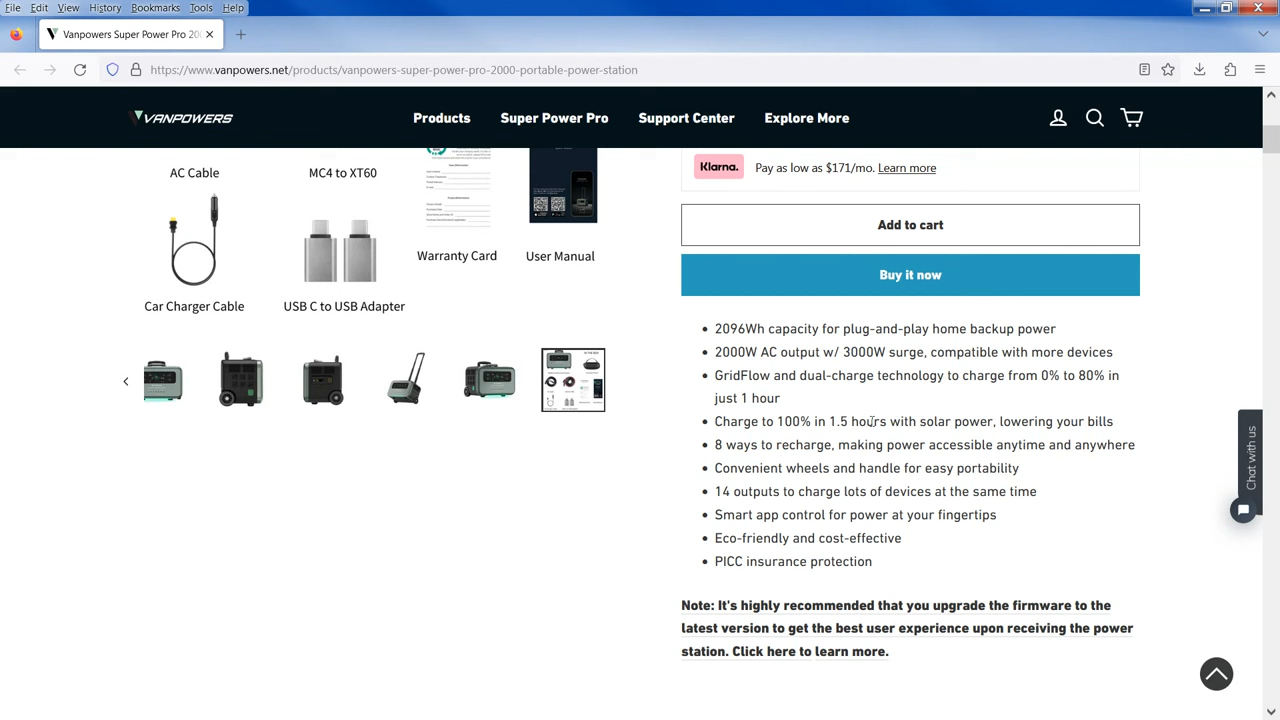 File Edit View History Bookmarks Tools Help
Vanpowers Super Power Pro 200
https://www.vanpowers.net/products/vanpowers-super-power-pro-2000-portable-power-station
VANPOWERS Products Super Power Pro Support Center Explore More
AC Cable MC4 to XT60
Klarna. Pay as low as $171/mo. Learn more
Add to cart
Warranty Card User Manual
Buy it now
Car Charger Cable USB C to USB Adapter
2096Wh capacity for plug-and-play home backup power
2000W AC output w/ 3000W surge, compatible with more devices
GridFlow and dual-charge technology to charge from 0% to 80% in
just 1 hour
Charge to 100% in 1.5 hours with solar power, lowering your bills
8 ways to recharge, making power accessible anytime and anywhere
Convenient wheels and handle for easy portability
14 outputs to charge lots of devices at the same time
Smart app control for power at your fingertips
Eco-friendly and cost-effective
PICC insurance protection
Note: It's highly recommended that you upgrade the firmware to the
latest version to get the best user experience upon receiving the power
station. Click here to learn more.
Chat with us